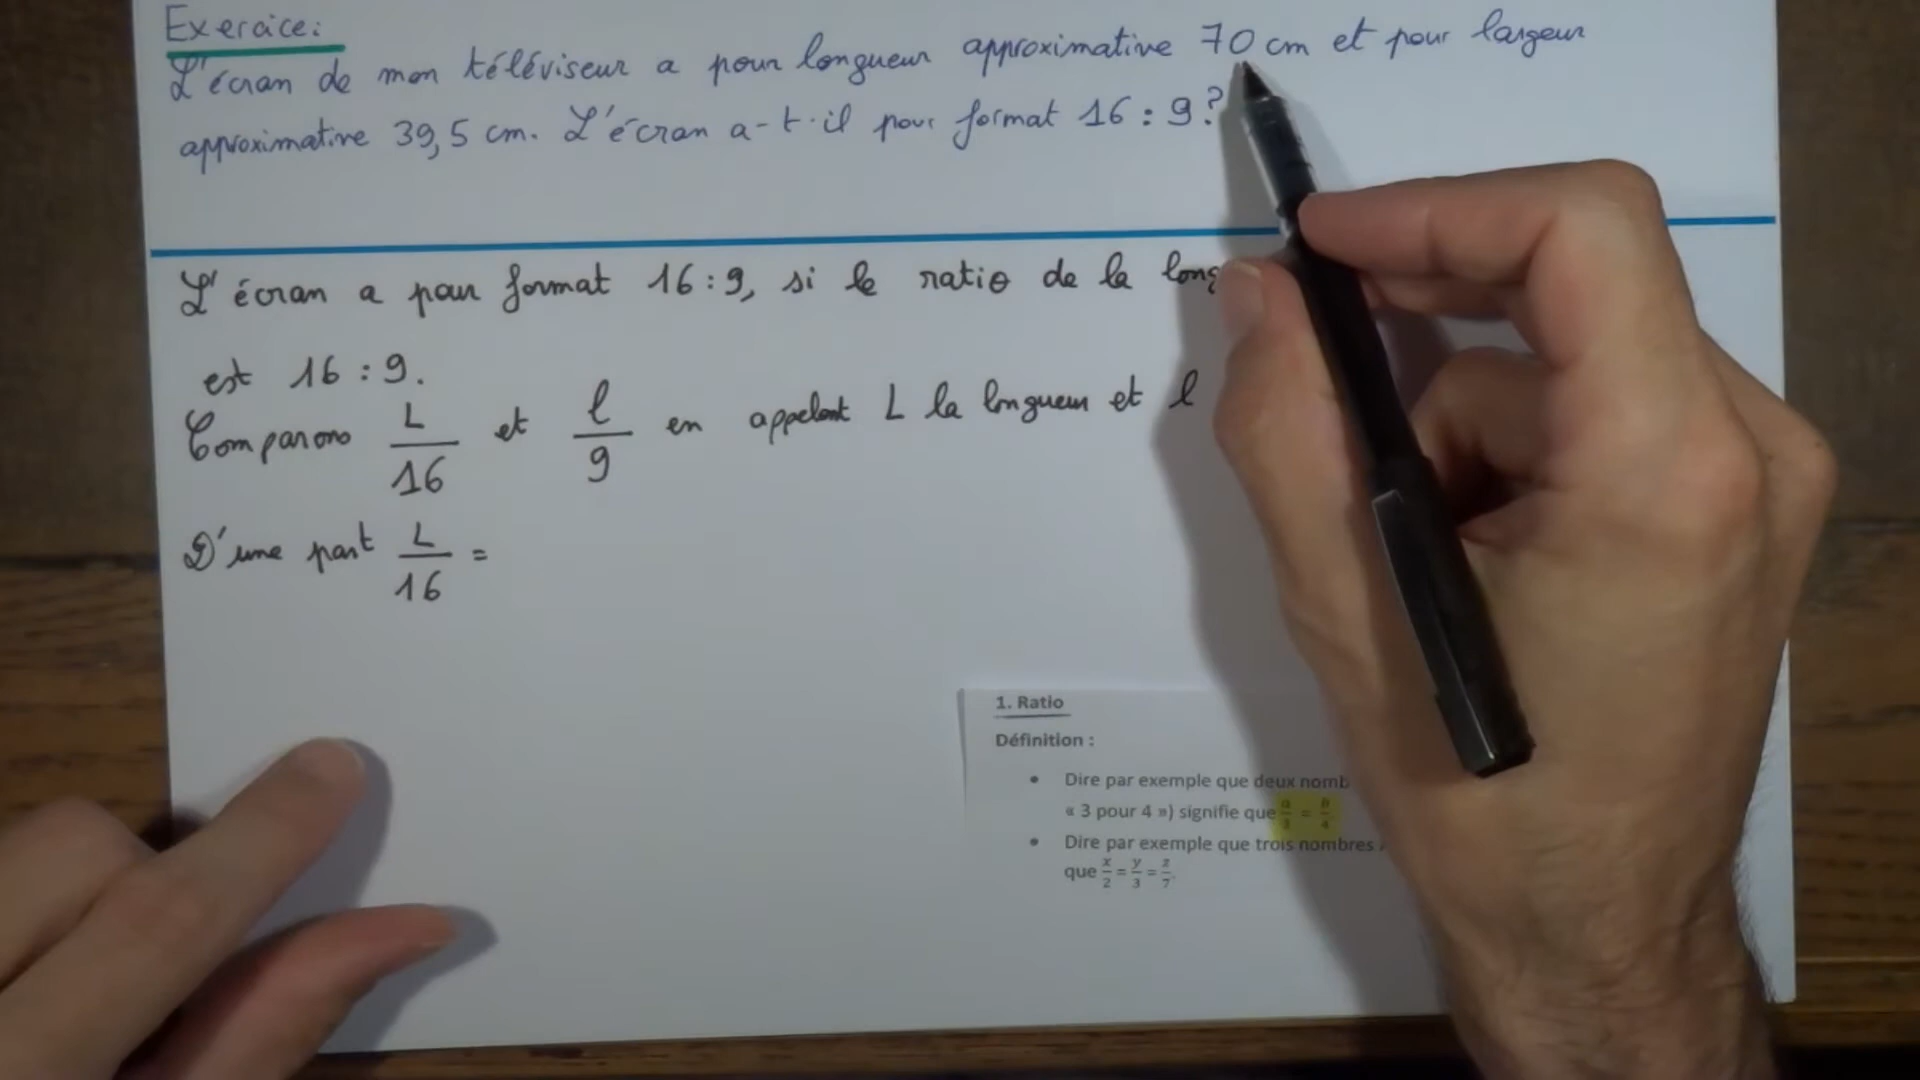 Exercice:
L'écran de mon téléviseur a pour longueur approximative 70 cm et pour largeur
approximative 39,5 cm. L'écran a-t-il pour format 16 : 9 ?
L'écran a pour format 16 : 9, si le ratio de la long
est 16 : 9.
Comparons L/16 et l/9 en appelant L la longueur et l
D'une part L/16 =
1. Ratio
Définition :
• Dire par exemple que deux nomb
« 3 pour 4 ») signifie que a/3 = b/4
• Dire par exemple que trois nombres
que x/2 = y/3 = z/7.